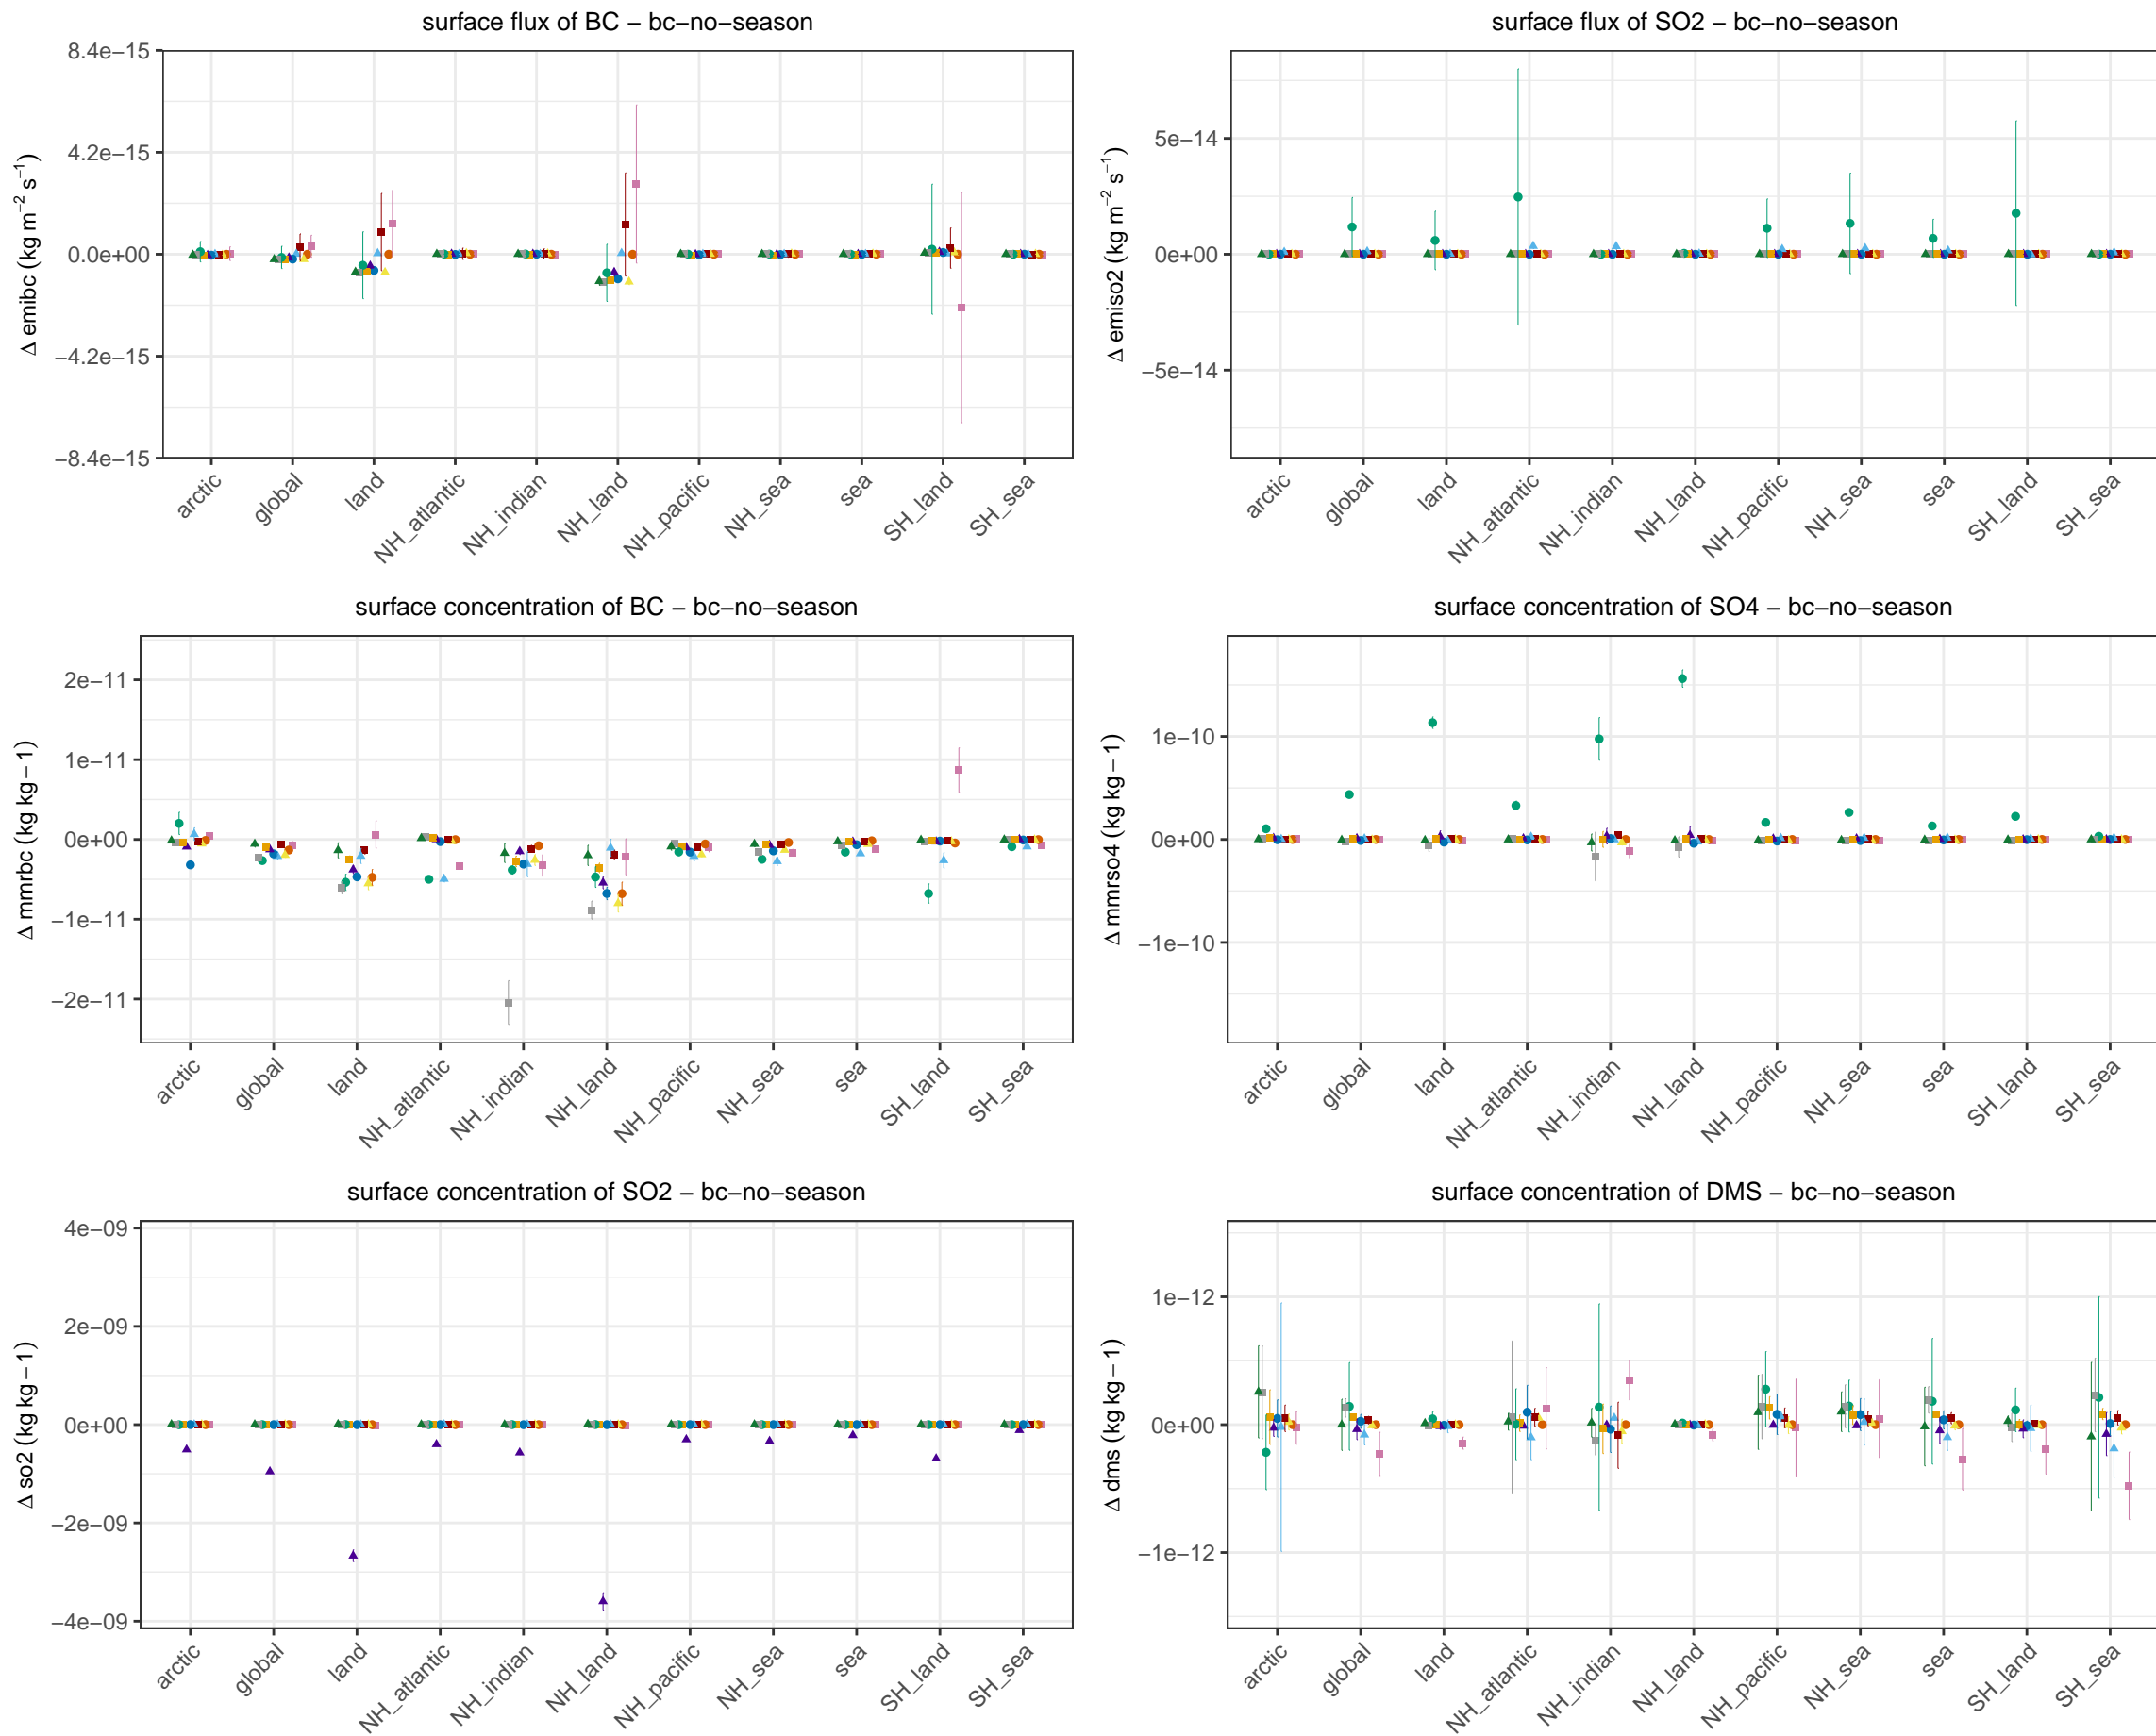 surface flux of BC − bc−no−season
8.4e−15
4.2e−15
0.0e+00
−4.2e−15
−8.4e−15
Δ emibc (kg m−2 s−1)
arctic
global
land
NH_atlantic
NH_indian
NH_land
NH_pacific
NH_sea
sea
SH_land
SH_sea
surface flux of SO2 − bc−no−season
5e−14
0e+00
−5e−14
Δ emiso2 (kg m−2 s−1)
arctic
global
land
NH_atlantic
NH_indian
NH_land
NH_pacific
NH_sea
sea
SH_land
SH_sea
surface concentration of BC − bc−no−season
2e−11
1e−11
0e+00
−1e−11
−2e−11
Δ mmrbc (kg kg − 1)
arctic
global
land
NH_atlantic
NH_indian
NH_land
NH_pacific
NH_sea
sea
SH_land
SH_sea
surface concentration of SO4 − bc−no−season
1e−10
0e+00
−1e−10
Δ mmrso4 (kg kg − 1)
arctic
global
land
NH_atlantic
NH_indian
NH_land
NH_pacific
NH_sea
sea
SH_land
SH_sea
surface concentration of SO2 − bc−no−season
4e−09
2e−09
0e+00
−2e−09
−4e−09
Δ so2 (kg kg − 1)
arctic
global
land
NH_atlantic
NH_indian
NH_land
NH_pacific
NH_sea
sea
SH_land
SH_sea
surface concentration of DMS − bc−no−season
1e−12
0e+00
−1e−12
Δ dms (kg kg − 1)
arctic
global
land
NH_atlantic
NH_indian
NH_land
NH_pacific
NH_sea
sea
SH_land
SH_sea